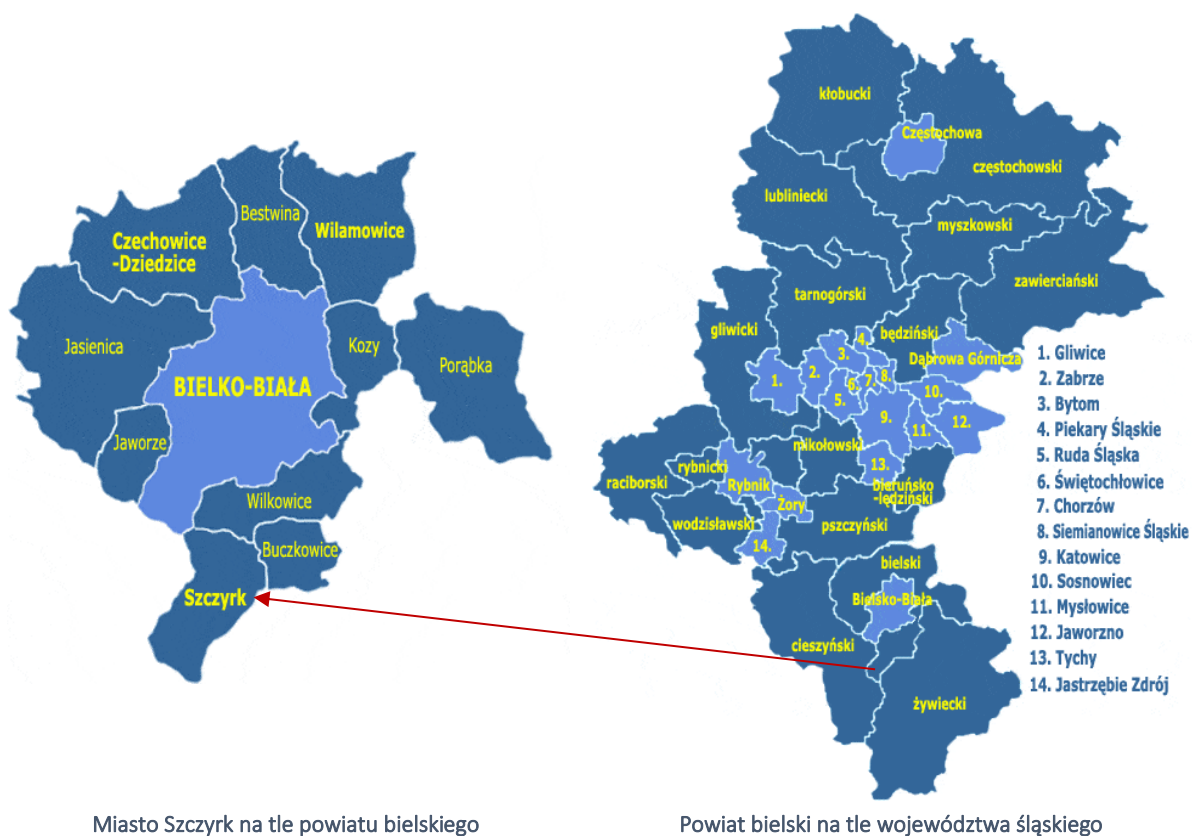 Bestwina
Czechowice
-Dziedzice
Wilamowice
Jasienica
Kozy
Porąbka
BIELKO-BIAŁA
Jaworze
Wilkowice
Buczkowice
Szczyrk
Miasto Szczyrk na tle powiatu bielskiego
kłobucki
Częstochowa
częstochowski
lubliniecki
myszkowski
zawierciański
tarnogórski
gliwicki
będziński
Dąbrowa Górnicza
4.
3.
1.
2.
6.
7.
8.
5.
10.
9.
11.
12.
mikołowski
13.
rybnicki
raciborski
Rybnik
bieruńsko
-lędziński
Żory
wodzisławski
pszczyński
14.
bielski
Bielsko-Biała
cieszyński
żywiecki
1. Gliwice
2. Zabrze
3. Bytom
4. Piekary Śląskie
5. Ruda Śląska
6. Świętochłowice
7. Chorzów
8. Siemianowice Śląskie
9. Katowice
10. Sosnowiec
11. Mysłowice
12. Jaworzno
13. Tychy
14. Jastrzębie Zdrój
Powiat bielski na tle województwa śląskiego